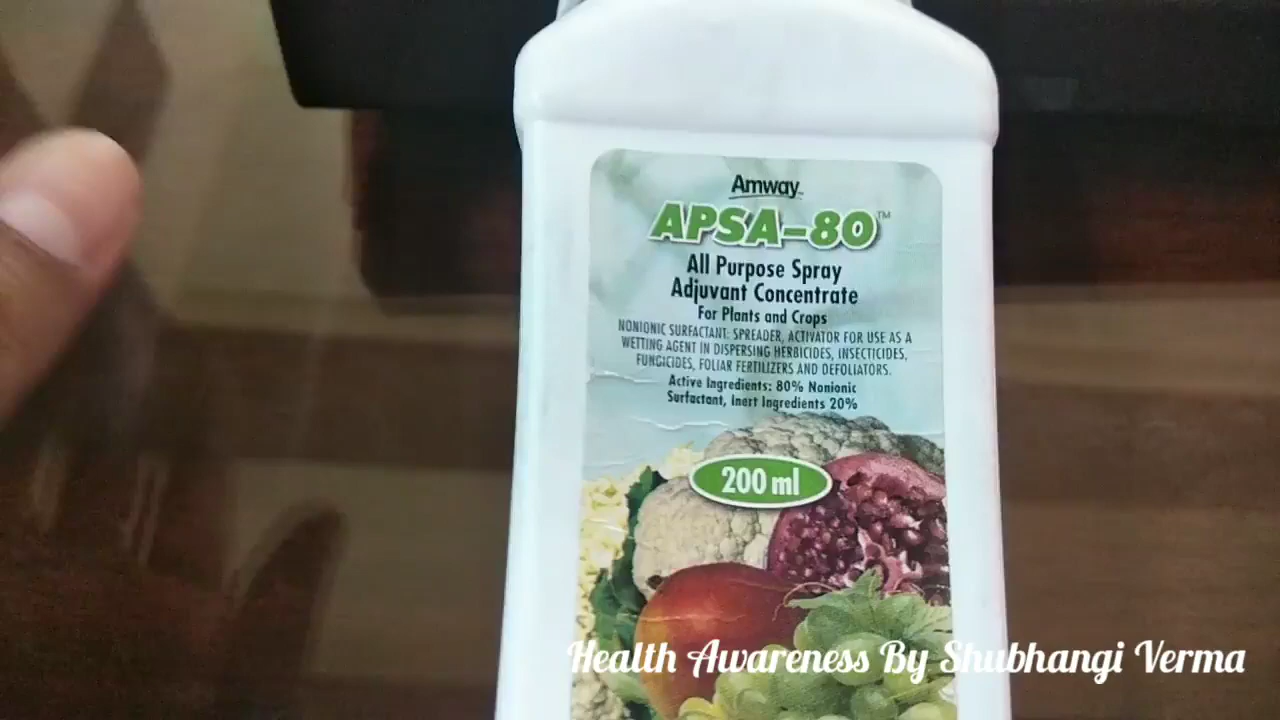 Amway™
APSA-80™
All Purpose Spray
Adjuvant Concentrate
For Plants and Crops
NONIONIC SURFACTANT: SPREADER, ACTIVATOR FOR USE AS A
WETTING AGENT IN DISPERSING HERBICIDES, INSECTICIDES,
FUNGICIDES, FOLIAR FERTILIZERS AND DEFOLIATORS.
Active Ingredients: 80% Nonionic
Surfactant, Inert Ingredients 20%
200 ml
Health Awareness By Shubhangi Verma